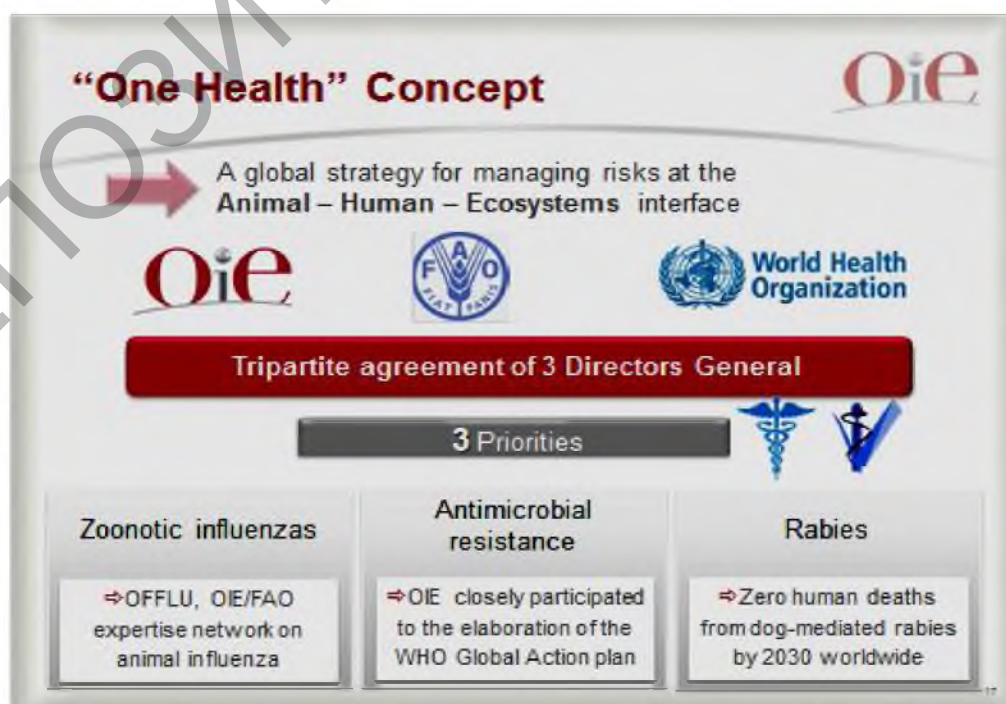 “One Health” Concept
Oie
A global strategy for managing risks at the
Animal – Human – Ecosystems interface
Oie
F A O
FIAT PANIS
World Health
Organization
Tripartite agreement of 3 Directors General
3 Priorities
Zoonotic influenzas
⇨OFFLU, OIE/FAO
expertise network on
animal influenza
Antimicrobial
resistance
⇨OIE closely participated
to the elaboration of the
WHO Global Action plan
Rabies
⇨Zero human deaths
from dog-mediated rabies
by 2030 worldwide
17